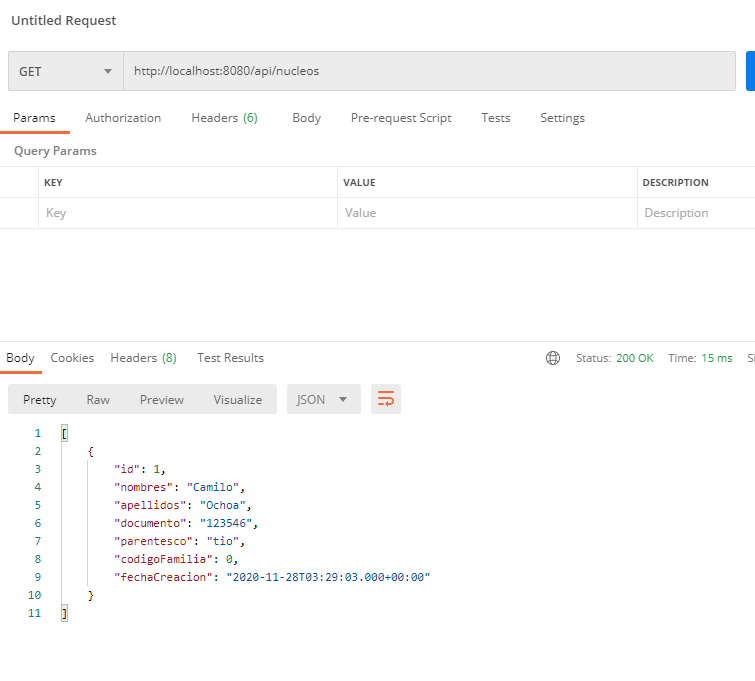 Untitled Request
GET http://localhost:8080/api/nucleos
Params Authorization Headers (6) Body Pre-request Script Tests Settings
Query Params
KEY VALUE DESCRIPTION
Key Value Description
Body Cookies Headers (8) Test Results Status: 200 OK Time: 15 ms
Pretty Raw Preview Visualize JSON
1 [
2 {
3 "id": 1,
4 "nombres": "Camilo",
5 "apellidos": "Ochoa",
6 "documento": "123546",
7 "parentesco": "tio",
8 "codigoFamilia": 0,
9 "fechaCreacion": "2020-11-28T03:29:03.000+00:00"
10 }
11 ]